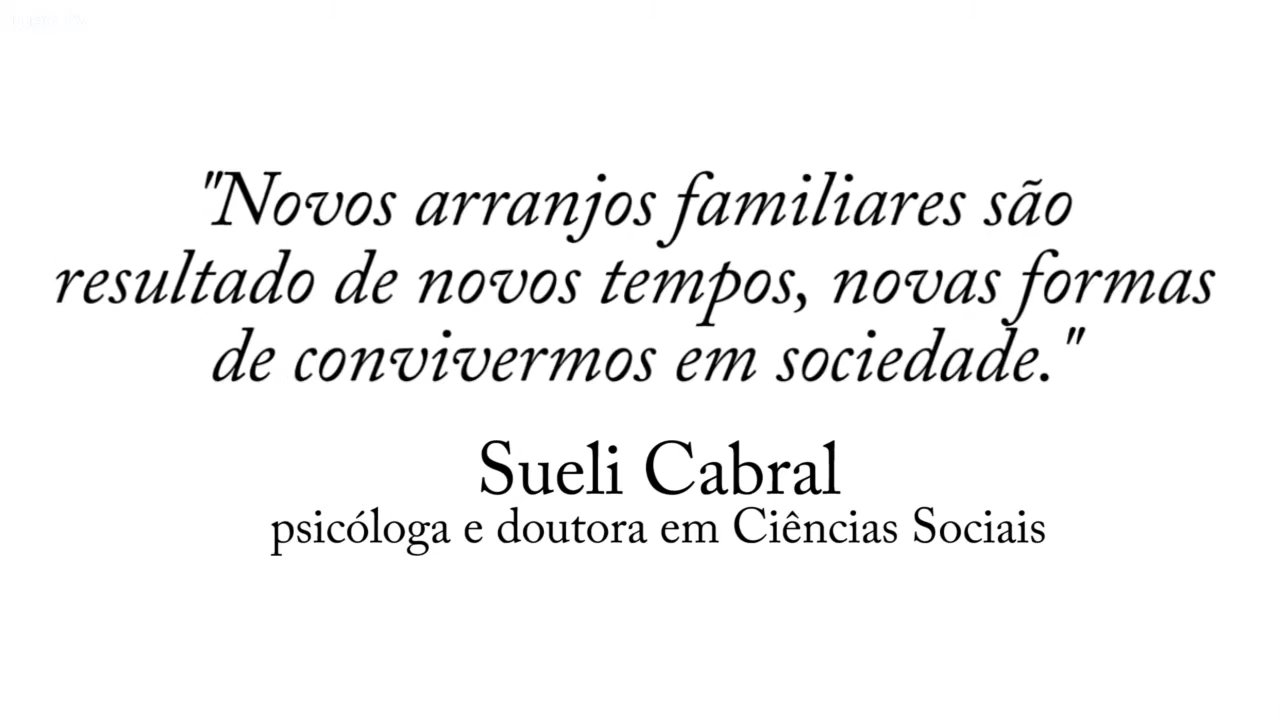 "Novos arranjos familiares são
resultado de novos tempos, novas formas
de convivermos em sociedade."
Sueli Cabral
psicóloga e doutora em Ciências Sociais